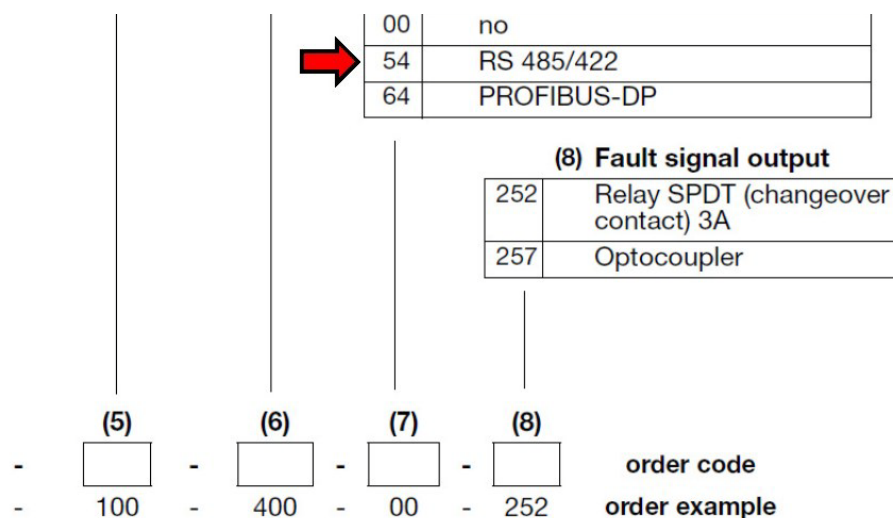 00 no
54 RS 485/422
64 PROFIBUS-DP
(8) Fault signal output
252 Relay SPDT (changeover
contact) 3A
257 Optocoupler
(5) (6) (7) (8)
- - - - order code
- 100 - 400 - 00 - 252 order example